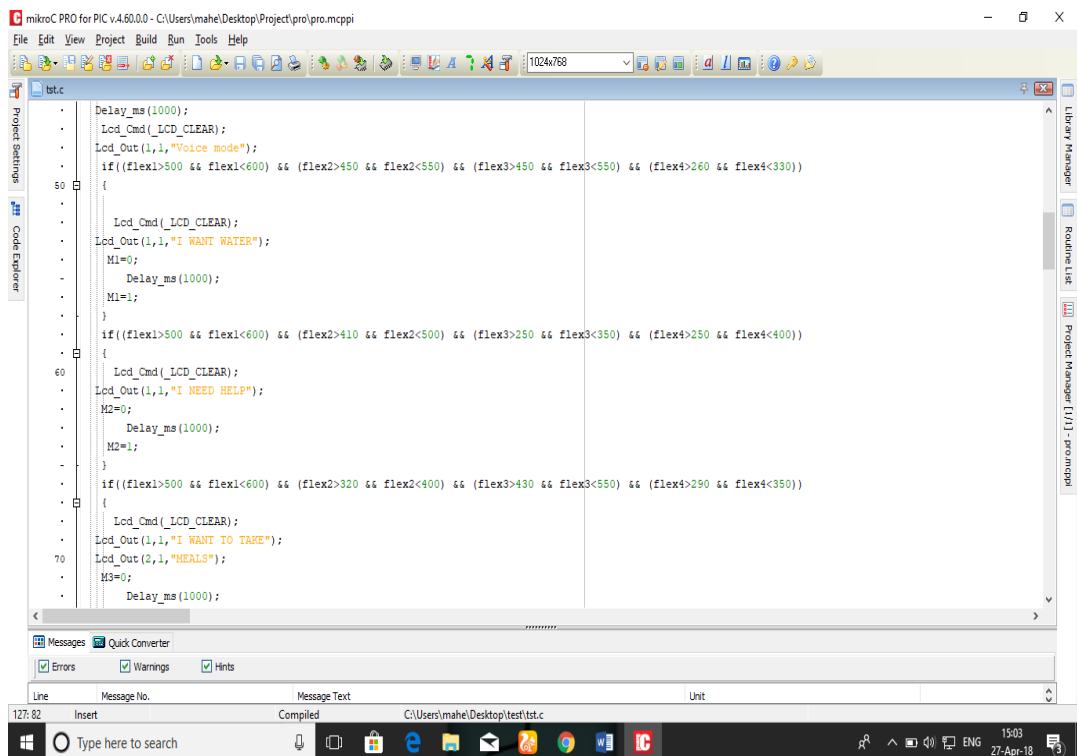 mikroC PRO for PIC v.4.60.0.0 - C:\Users\mahe\Desktop\Project\pro\pro.mcppi
File Edit View Project Build Run Tools Help
1024x768
tst.c
Project Settings
Code Explorer
Library Manager
Routine List
Project Manager [1/1] - pro.mcppi
Delay_ms(1000);
Lcd_Cmd(_LCD_CLEAR);
Lcd_Out(1,1,"Voice mode");
if((flex1>500 && flex1<600) && (flex2>450 && flex2<550) && (flex3>450 && flex3<550) && (flex4>260 && flex4<330))
50 {
Lcd_Cmd(_LCD_CLEAR);
Lcd_Out(1,1,"I WANT WATER");
M1=0;
Delay_ms(1000);
M1=1;
}
if((flex1>500 && flex1<600) && (flex2>410 && flex2<500) && (flex3>250 && flex3<350) && (flex4>250 && flex4<400))
{
60 Lcd_Cmd(_LCD_CLEAR);
Lcd_Out(1,1,"I NEED HELP");
M2=0;
Delay_ms(1000);
M2=1;
}
if((flex1>500 && flex1<600) && (flex2>320 && flex2<400) && (flex3>430 && flex3<550) && (flex4>290 && flex4<350))
{
Lcd_Cmd(_LCD_CLEAR);
Lcd_Out(1,1,"I WANT TO TAKE");
70 Lcd_Out(2,1,"MEALS");
M3=0;
Delay_ms(1000);
Messages Quick Converter
Errors Warnings Hints
Line Message No. Message Text Unit
127: 82 Insert Compiled C:\Users\mahe\Desktop\test\tst.c
Type here to search
ENG
15:03
27-Apr-18
3